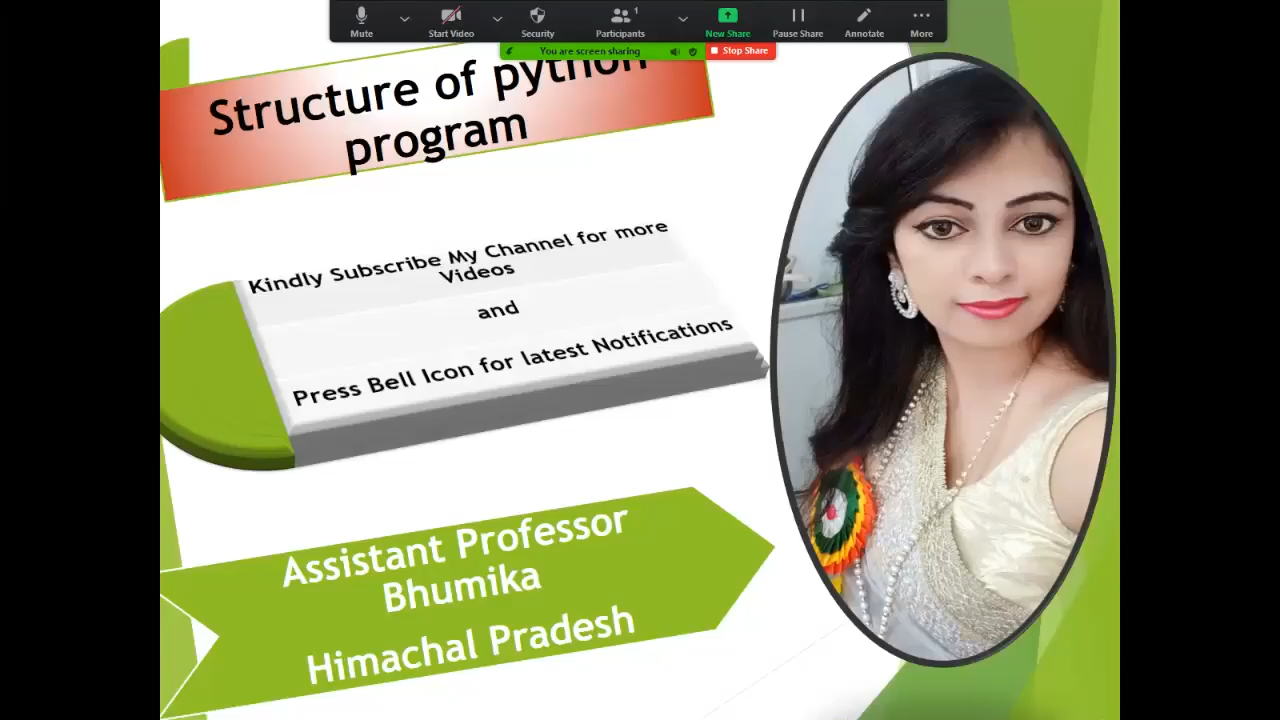 Mute
Start Video
Security
Participants
1
New Share
Pause Share
Annotate
More
You are screen sharing
Stop Share
Structure of python
program
Kindly Subscribe My Channel for more
Videos
and
Press Bell Icon for latest Notifications
Assistant Professor
Bhumika
Himachal Pradesh